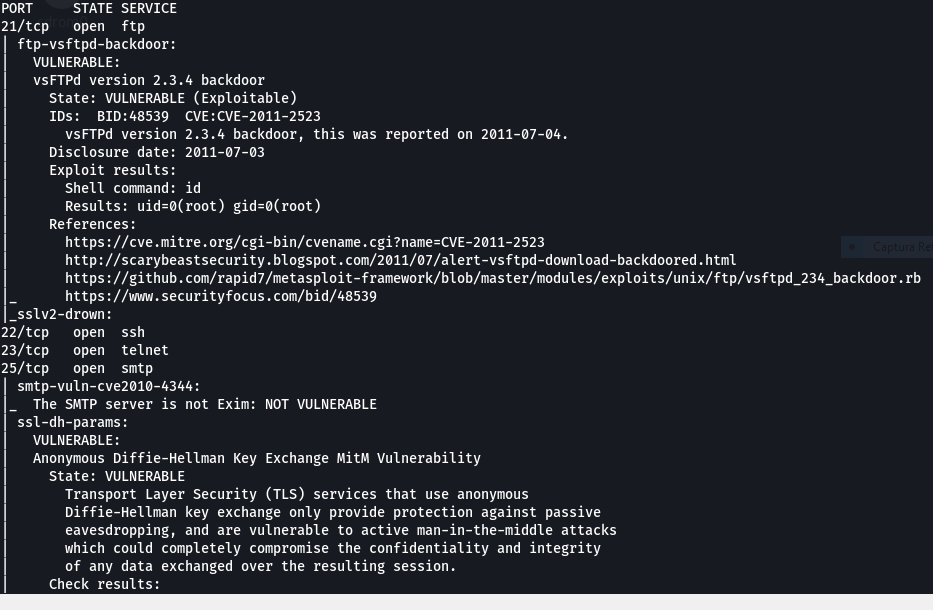 PORT     STATE SERVICE
21/tcp   open  ftp
| ftp-vsftpd-backdoor:
|   VULNERABLE:
|   vsFTPd version 2.3.4 backdoor
|     State: VULNERABLE (Exploitable)
|     IDs:  BID:48539  CVE:CVE-2011-2523
|       vsFTPd version 2.3.4 backdoor, this was reported on 2011-07-04.
|     Disclosure date: 2011-07-03
|     Exploit results:
|       Shell command: id
|       Results: uid=0(root) gid=0(root)
|     References:
|       https://cve.mitre.org/cgi-bin/cvename.cgi?name=CVE-2011-2523
|       http://scarybeastsecurity.blogspot.com/2011/07/alert-vsftpd-download-backdoored.html
|       https://github.com/rapid7/metasploit-framework/blob/master/modules/exploits/unix/ftp/vsftpd_234_backdoor.rb
|_      https://www.securityfocus.com/bid/48539
|_sslv2-drown:
22/tcp   open  ssh
23/tcp   open  telnet
25/tcp   open  smtp
| smtp-vuln-cve2010-4344:
|_  The SMTP server is not Exim: NOT VULNERABLE
| ssl-dh-params:
|   VULNERABLE:
|   Anonymous Diffie-Hellman Key Exchange MitM Vulnerability
|     State: VULNERABLE
|       Transport Layer Security (TLS) services that use anonymous
|       Diffie-Hellman key exchange only provide protection against passive
|       eavesdropping, and are vulnerable to active man-in-the-middle attacks
|       which could completely compromise the confidentiality and integrity
|       of any data exchanged over the resulting session.
|     Check results:
Captura